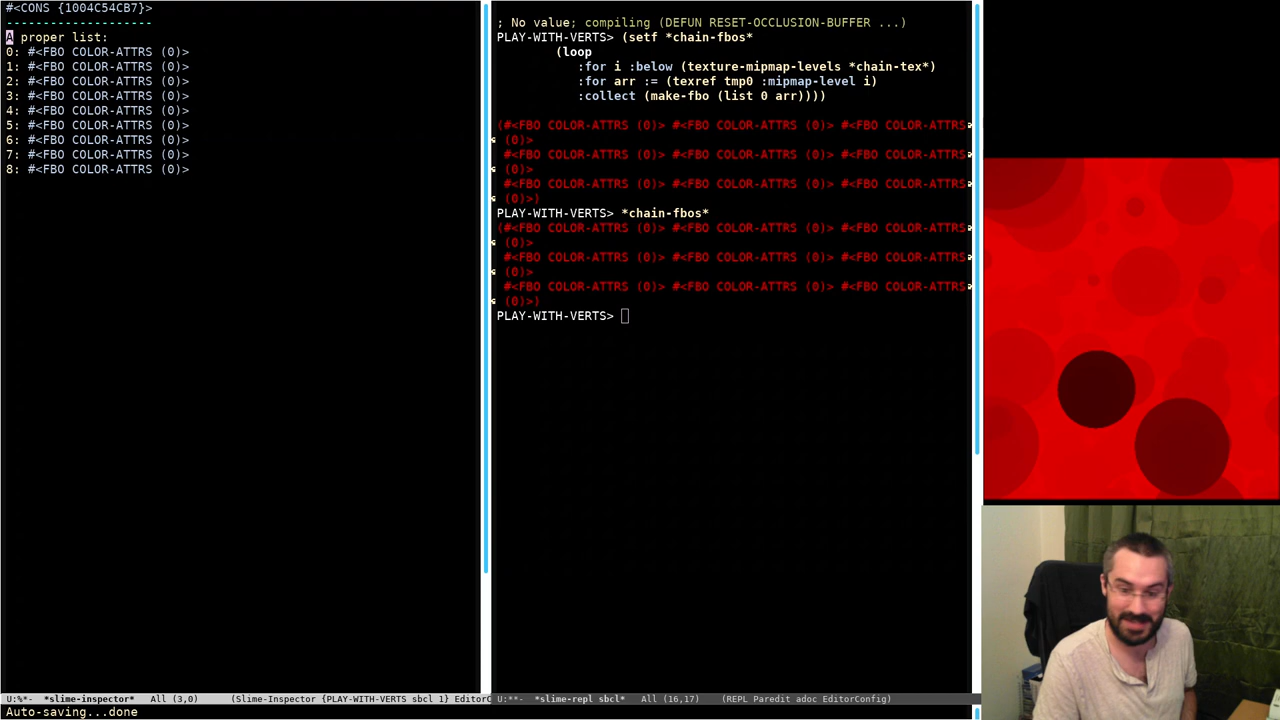 #<CONS {1004C54CB7}>
--------------------
A proper list:
0: #<FBO COLOR-ATTRS (0)>
1: #<FBO COLOR-ATTRS (0)>
2: #<FBO COLOR-ATTRS (0)>
3: #<FBO COLOR-ATTRS (0)>
4: #<FBO COLOR-ATTRS (0)>
5: #<FBO COLOR-ATTRS (0)>
6: #<FBO COLOR-ATTRS (0)>
7: #<FBO COLOR-ATTRS (0)>
8: #<FBO COLOR-ATTRS (0)>
U:%*-  *slime-inspector*   All (3,0)     (Slime-Inspector {PLAY-WITH-VERTS sbcl 1} EditorC
Auto-saving...done
; No value; compiling (DEFUN RESET-OCCLUSION-BUFFER ...)
PLAY-WITH-VERTS> (setf *chain-fbos*
(loop
:for i :below (texture-mipmap-levels *chain-tex*)
:for arr := (texref tmp0 :mipmap-level i)
:collect (make-fbo (list 0 arr))))
(#<FBO COLOR-ATTRS (0)> #<FBO COLOR-ATTRS (0)> #<FBO COLOR-ATTRS
(0)>
#<FBO COLOR-ATTRS (0)> #<FBO COLOR-ATTRS (0)> #<FBO COLOR-ATTRS
(0)>
#<FBO COLOR-ATTRS (0)> #<FBO COLOR-ATTRS (0)> #<FBO COLOR-ATTRS
(0)>)
PLAY-WITH-VERTS> *chain-fbos*
(#<FBO COLOR-ATTRS (0)> #<FBO COLOR-ATTRS (0)> #<FBO COLOR-ATTRS
(0)>
#<FBO COLOR-ATTRS (0)> #<FBO COLOR-ATTRS (0)> #<FBO COLOR-ATTRS
(0)>
#<FBO COLOR-ATTRS (0)> #<FBO COLOR-ATTRS (0)> #<FBO COLOR-ATTRS
(0)>)
PLAY-WITH-VERTS>
U:**-  *slime-repl sbcl*   All (16,17)    (REPL Paredit adoc EditorConfig)